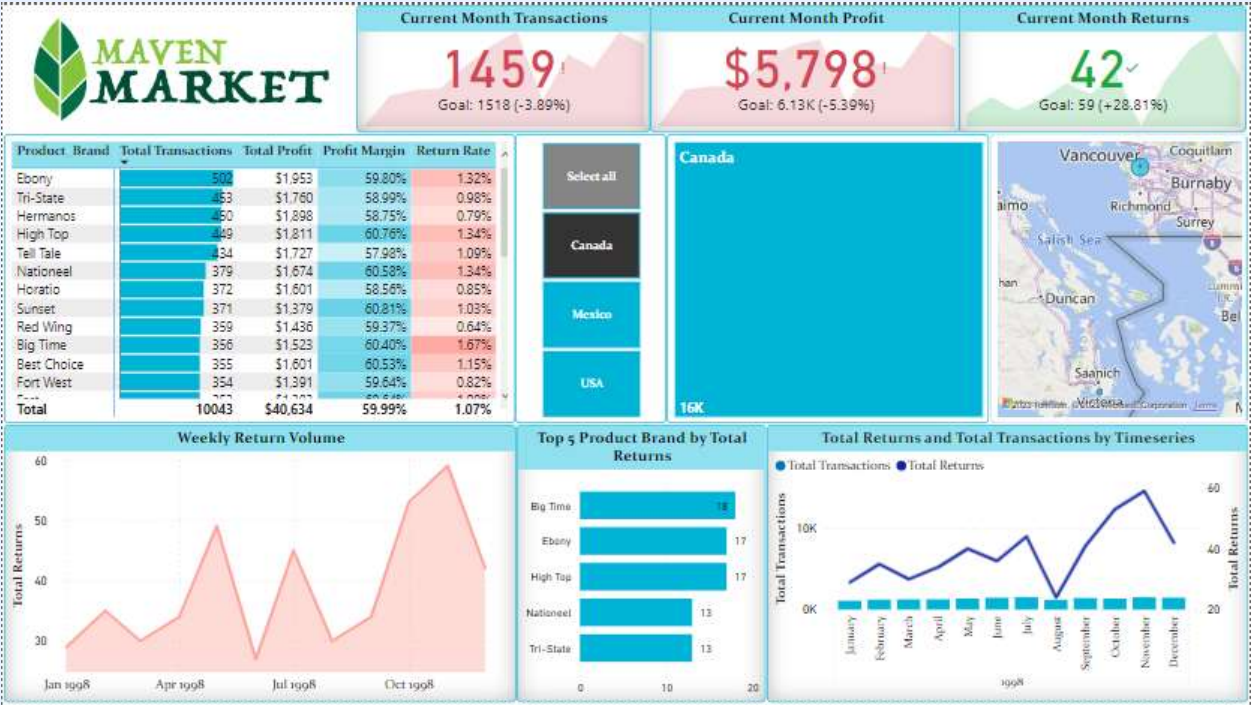 MAVEN
MARKET
Current Month Transactions
1459!
Goal: 1518 (-3.89%)
Current Month Profit
$5,798!
Goal: 6.13K (-5.39%)
Current Month Returns
42
Goal: 59 (+28.81%)
Product Brand Total Transactions Total Profit Profit Margin Return Rate
Ebony 502 $1,953 59.80% 1.32%
Tri-State 453 $1,760 58.99% 0.98%
Hermanos 450 $1,898 58.75% 0.79%
High Top 449 $1,811 60.76% 1.34%
Tell Tale 434 $1,727 57.98% 1.09%
Nationeel 379 $1,674 60.58% 1.34%
Horatio 372 $1,601 58.56% 0.85%
Sunset 371 $1,379 60.81% 1.03%
Red Wing 359 $1,436 59.37% 0.64%
Big Time 356 $1,523 60.40% 1.67%
Best Choice 355 $1,601 60.53% 1.15%
Fort West 354 $1,391 59.64% 0.82%
Total 10043 $40,634 59.99% 1.07%
Select all
Canada
Mexico
USA
Canada
16K
Vancouver
Coquitlam
Burnaby
aimo
Richmond
Surrey
Salish Sea
han
Duncan
Bel
Saanich
Victoria
Corporation Terms
Weekly Return Volume
Total Returns
60
50
40
30
Jan 1998 Apr 1998 Jul 1998 Oct 1998
Top 5 Product Brand by Total
Returns
Big Time 18
Ebony 17
High Top 17
Nationeel 13
Tri-State 13
0 10 20
Total Returns and Total Transactions by Timeseries
Total Transactions Total Returns
Total Transactions
10K
0K
60
40
20
Total Returns
January
February
March
April
May
June
July
August
September
October
November
December
1998